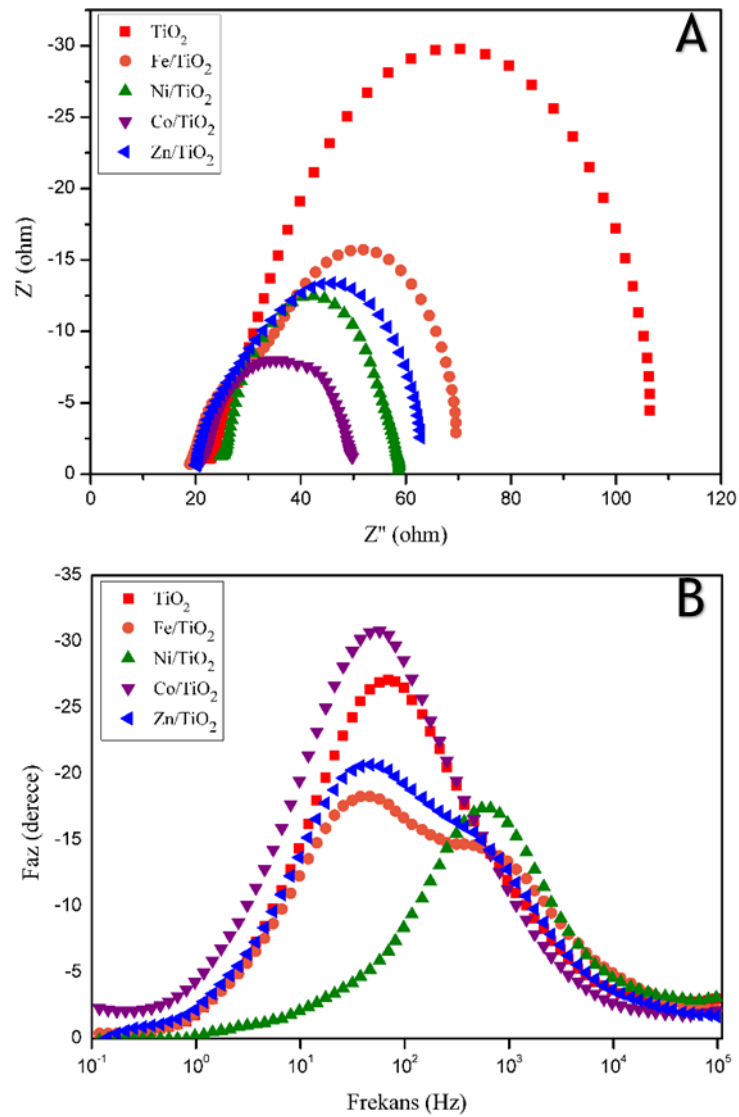 A
TiO₂
Fe/TiO₂
Ni/TiO₂
Co/TiO₂
Zn/TiO₂
-30
-25
-20
-15
-10
-5
0
Z' (ohm)
0 20 40 60 80 100 120
Z" (ohm)
B
TiO₂
Fe/TiO₂
Ni/TiO₂
Co/TiO₂
Zn/TiO₂
-35
-30
-25
-20
-15
-10
-5
0
Faz (derece)
10⁻¹ 10⁰ 10¹ 10² 10³ 10⁴ 10⁵
Frekans (Hz)